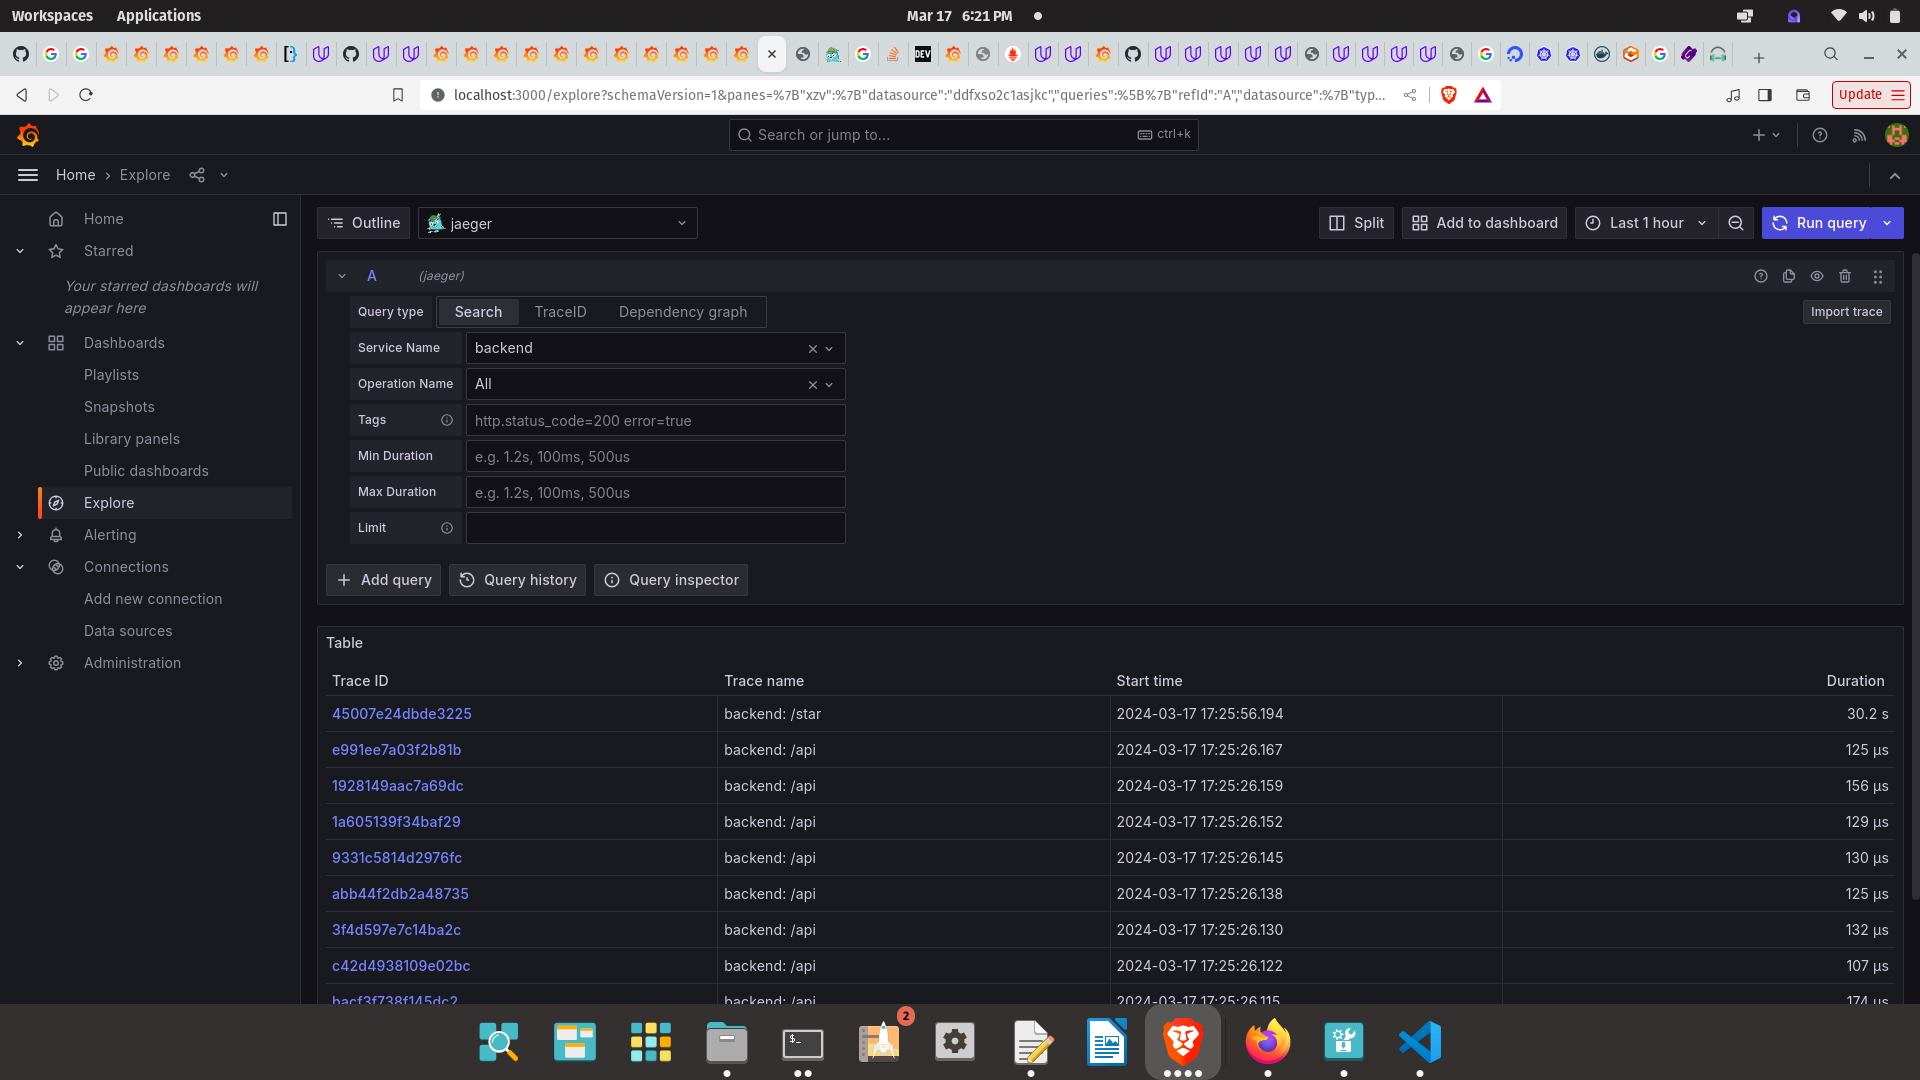 Workspaces Applications Mar 17 6:21 PM
DEV
localhost:3000/explore?schemaVersion=1&panes=%7B"xzv":%7B"datasource":"ddfxso2c1asjkc","queries":%5B%7B"refId":"A","datasource":%7B"typ... Update
Search or jump to... ctrl+k
Home › Explore
Home
Starred
Your starred dashboards will
appear here
Dashboards
Playlists
Snapshots
Library panels
Public dashboards
Explore
Alerting
Connections
Add new connection
Data sources
Administration
Outline jaeger Split Add to dashboard Last 1 hour Run query
A (jaeger)
Query type Search TraceID Dependency graph Import trace
Service Name backend
Operation Name All
Tags http.status_code=200 error=true
Min Duration e.g. 1.2s, 100ms, 500us
Max Duration e.g. 1.2s, 100ms, 500us
Limit
Add query Query history Query inspector
Table
Trace ID Trace name Start time Duration
45007e24dbde3225 backend: /star 2024-03-17 17:25:56.194 30.2 s
e991ee7a03f2b81b backend: /api 2024-03-17 17:25:26.167 125 µs
1928149aac7a69dc backend: /api 2024-03-17 17:25:26.159 156 µs
1a605139f34baf29 backend: /api 2024-03-17 17:25:26.152 129 µs
9331c5814d2976fc backend: /api 2024-03-17 17:25:26.145 130 µs
abb44f2db2a48735 backend: /api 2024-03-17 17:25:26.138 125 µs
3f4d597e7c14ba2c backend: /api 2024-03-17 17:25:26.130 132 µs
c42d4938109e02bc backend: /api 2024-03-17 17:25:26.122 107 µs
bacf3f738f145dc2 backend: /api 2024-03-17 17:25:26.115 174 µs
2
$_